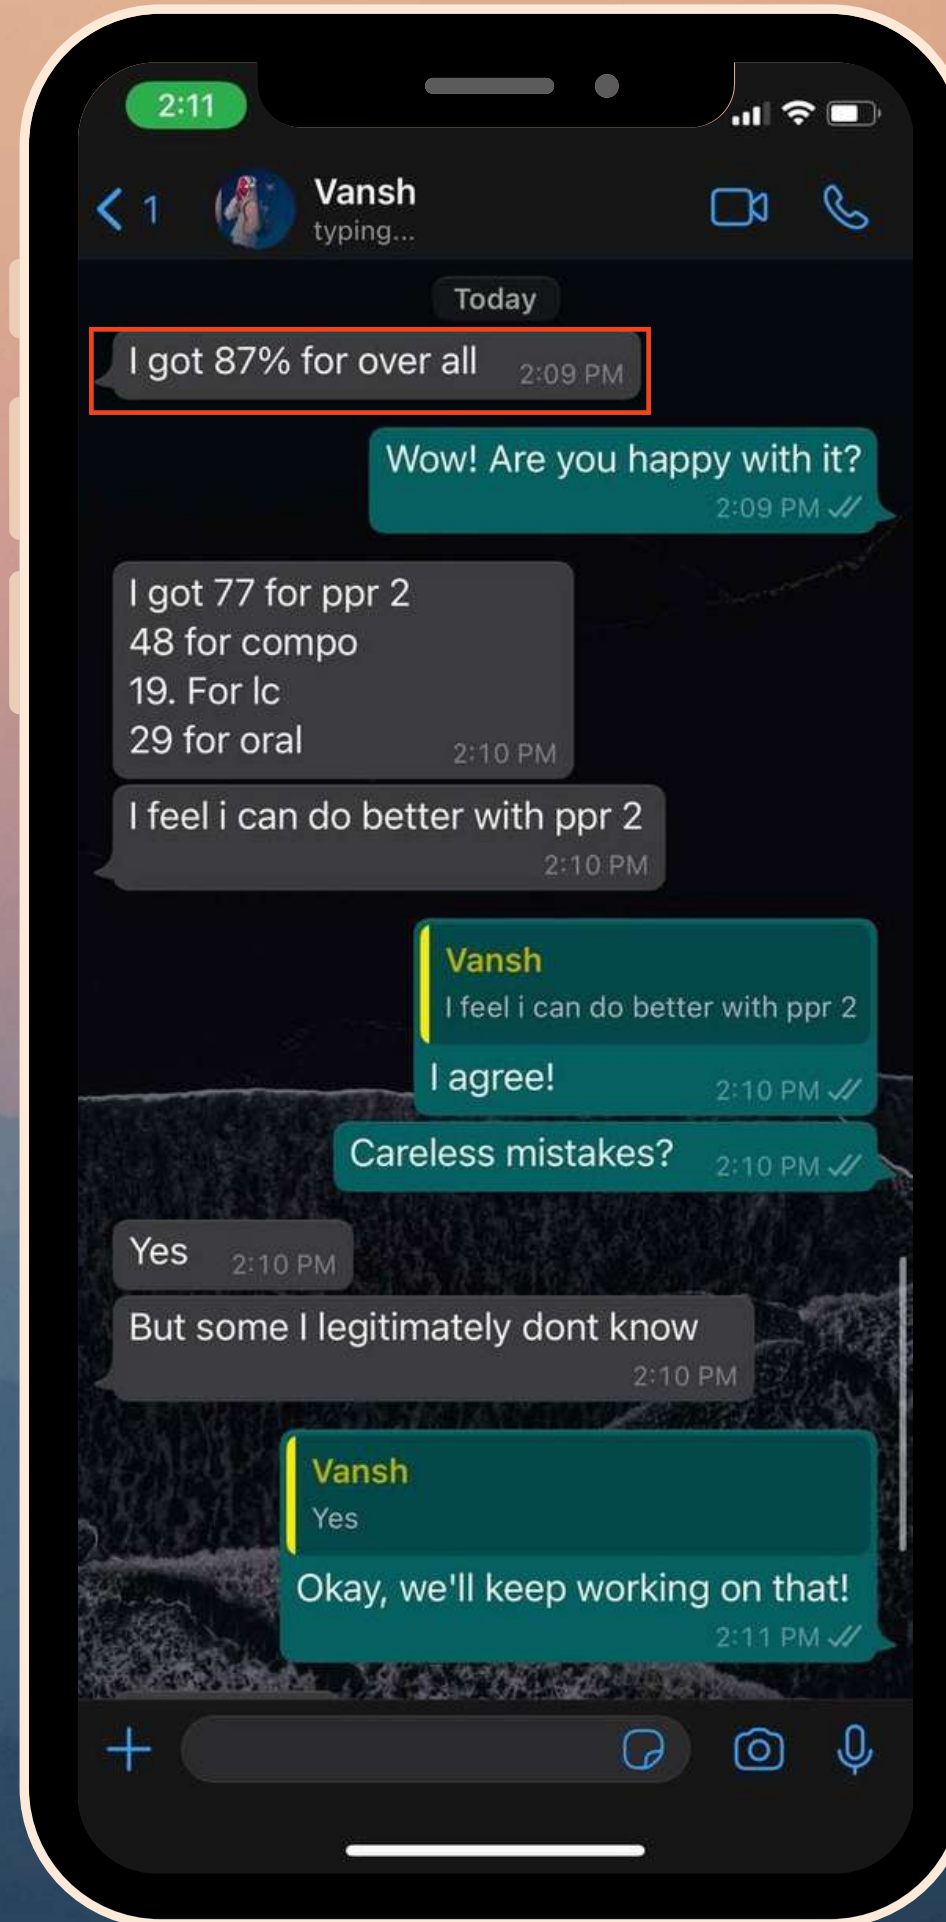 2:11
1
Vansh
typing...
Today
I got 87% for over all
2:09 PM
Wow! Are you happy with it?
2:09 PM
I got 77 for ppr 2
48 for compo
19. For lc
29 for oral
2:10 PM
I feel i can do better with ppr 2
2:10 PM
Vansh
I feel i can do better with ppr 2
I agree!
2:10 PM
Careless mistakes?
2:10 PM
Yes
2:10 PM
But some I legitimately dont know
2:10 PM
Vansh
Yes
Okay, we'll keep working on that!
2:11 PM